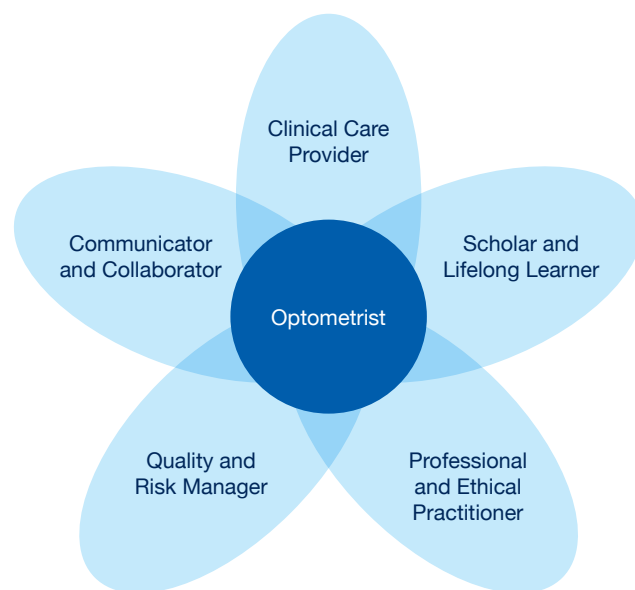 Clinical Care
Provider
Communicator
and Collaborator
Scholar and
Lifelong Learner
Optometrist
Quality and
Risk Manager
Professional
and Ethical
Practitioner